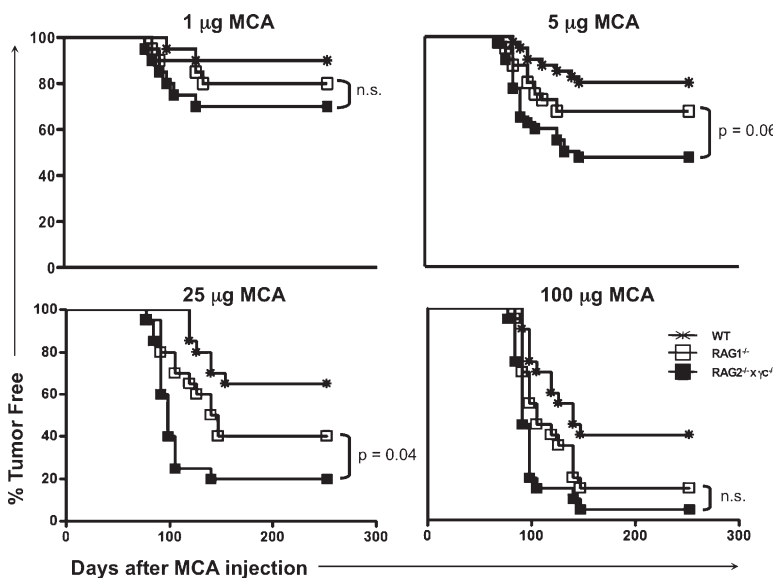 1 μg MCA
5 μg MCA
100
80
60
40
20
0
n.s.
p = 0.06
25 μg MCA
100 μg MCA
100
80
60
40
20
0
p = 0.04
WT
RAG1-/-
RAG2-/-xγc-/
n.s.
0 100 200 300
0 100 200 300
% Tumor Free
Days after MCA injection